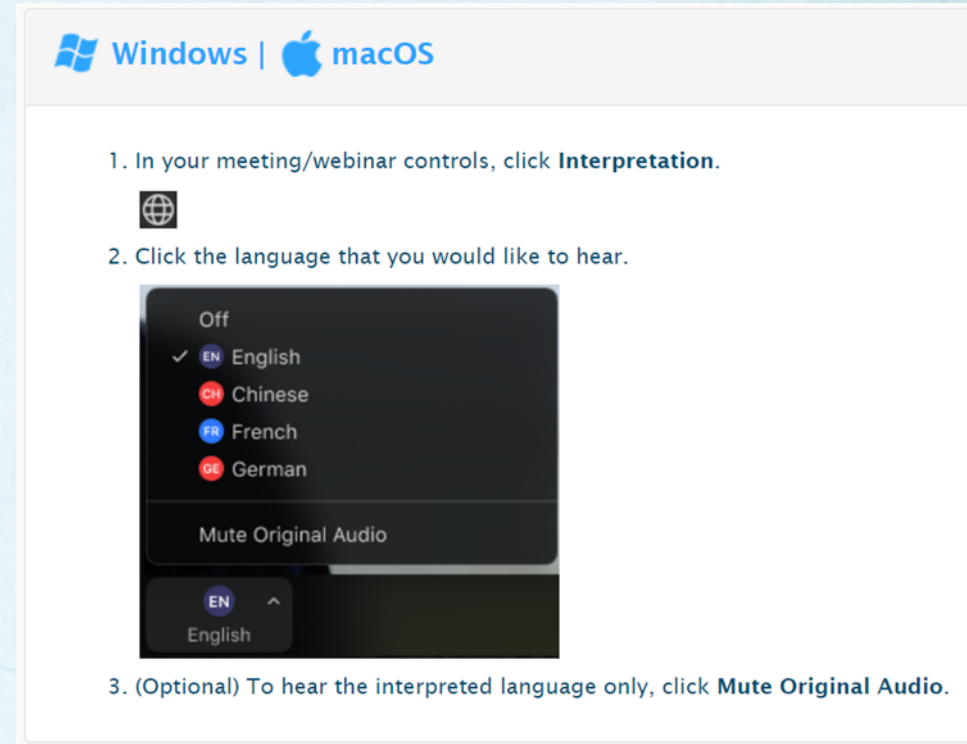 Windows | macOS
1. In your meeting/webinar controls, click Interpretation.
2. Click the language that you would like to hear.
Off
✓ EN English
CH Chinese
FR French
GE German
Mute Original Audio
EN
English
3. (Optional) To hear the interpreted language only, click Mute Original Audio.